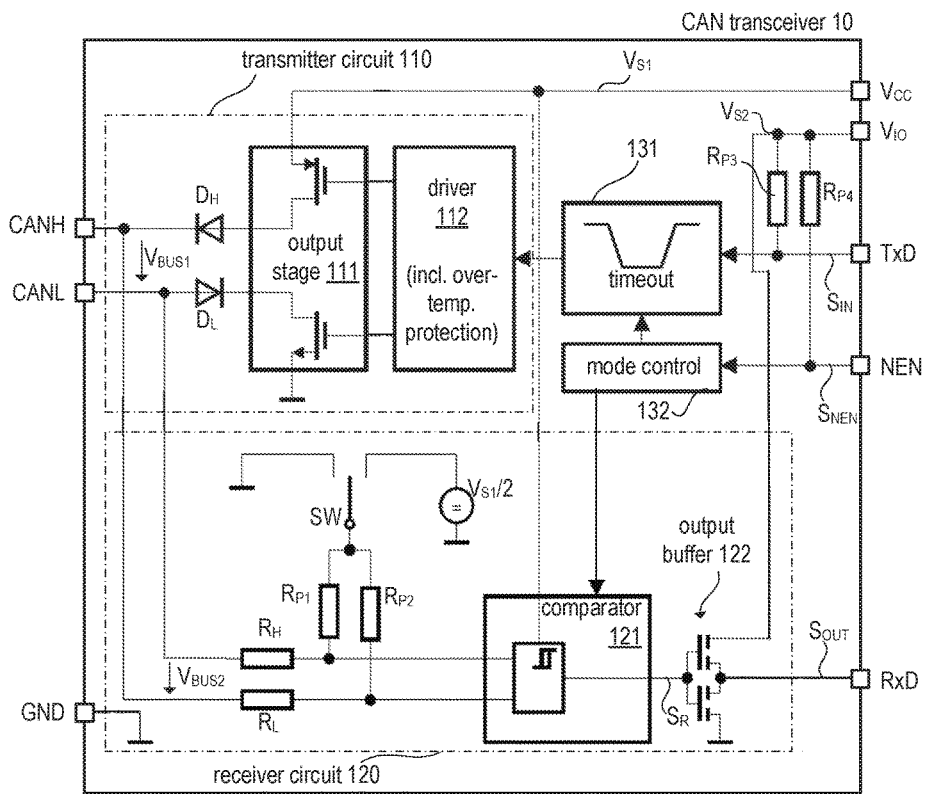 CAN transceiver 10
transmitter circuit 110
VS1
VCC
VS2
VIO
131
RP3
RP4
DH
driver
112
CANH
output
stage 111
VBUS1
(incl. over-
temp.
protection)
timeout
TxD
CANL
SIN
DL
mode control
NEN
132
SNEN
VS1/2
=
SW
output
buffer 122
RP1
RP2
comparator
121
RH
SOUT
VBUS2
RxD
SR
GND
RL
receiver circuit 120